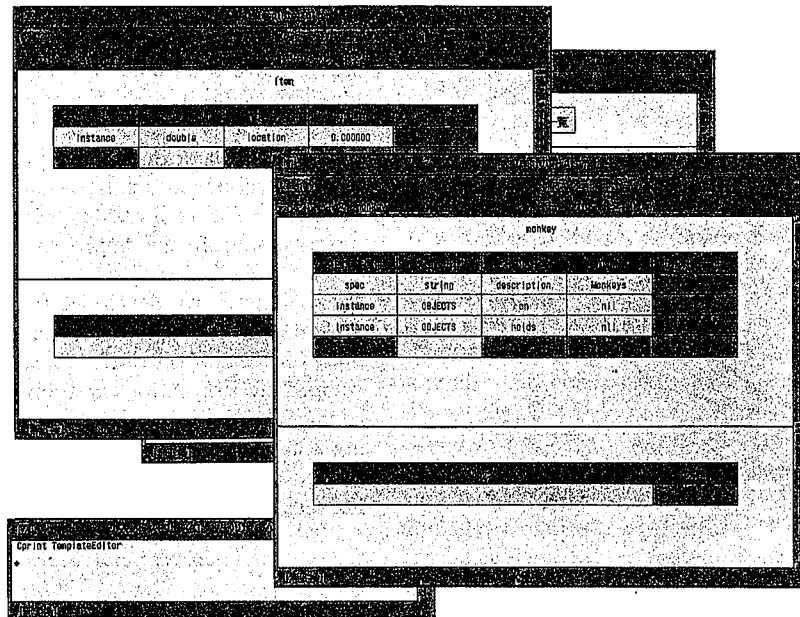 Item
Instance double location 0.000000
monkey
spec string description Monkeys
Instance OBJECTS on nil
Instance OBJECTS holds nil
Cprint TemplateEditor